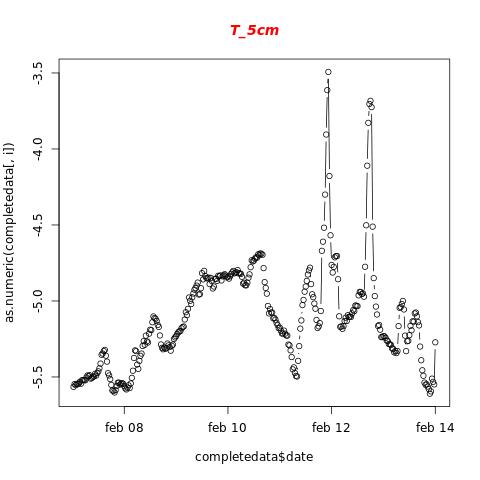 T_5cm
as.numeric(completedata[, i])
-3.5
-4.0
-4.5
-5.0
-5.5
feb 08 feb 10 feb 12 feb 14
completedata$date